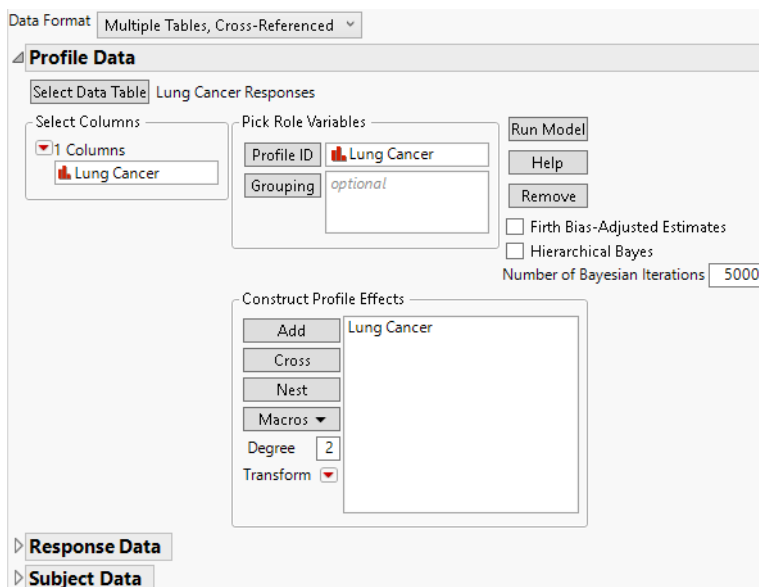 Data Format Multiple Tables, Cross-Referenced
Profile Data
Select Data Table Lung Cancer Responses
Select Columns
1 Columns
Lung Cancer
Pick Role Variables
Profile ID Lung Cancer
Grouping optional
Run Model
Help
Remove
Firth Bias-Adjusted Estimates
Hierarchical Bayes
Number of Bayesian Iterations 5000
Construct Profile Effects
Add
Cross
Nest
Macros
Degree 2
Transform
Lung Cancer
Response Data
Subject Data